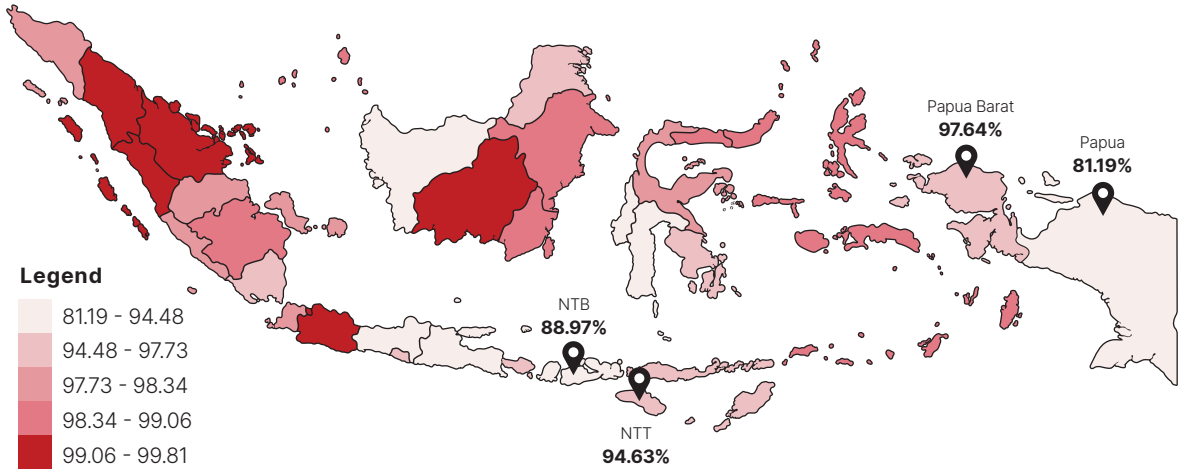 Papua Barat
97.64%
Papua
81.19%
NTB
88.97%
NTT
94.63%
Legend
81.19 - 94.48
94.48 - 97.73
97.73 - 98.34
98.34 - 99.06
99.06 - 99.81